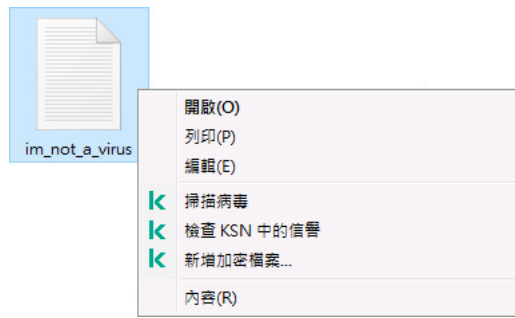 im_not_a_virus
開啟(O)
列印(P)
編輯(E)
掃描病毒
檢查 KSN 中的信譽
新增加密檔案...
內容(R)